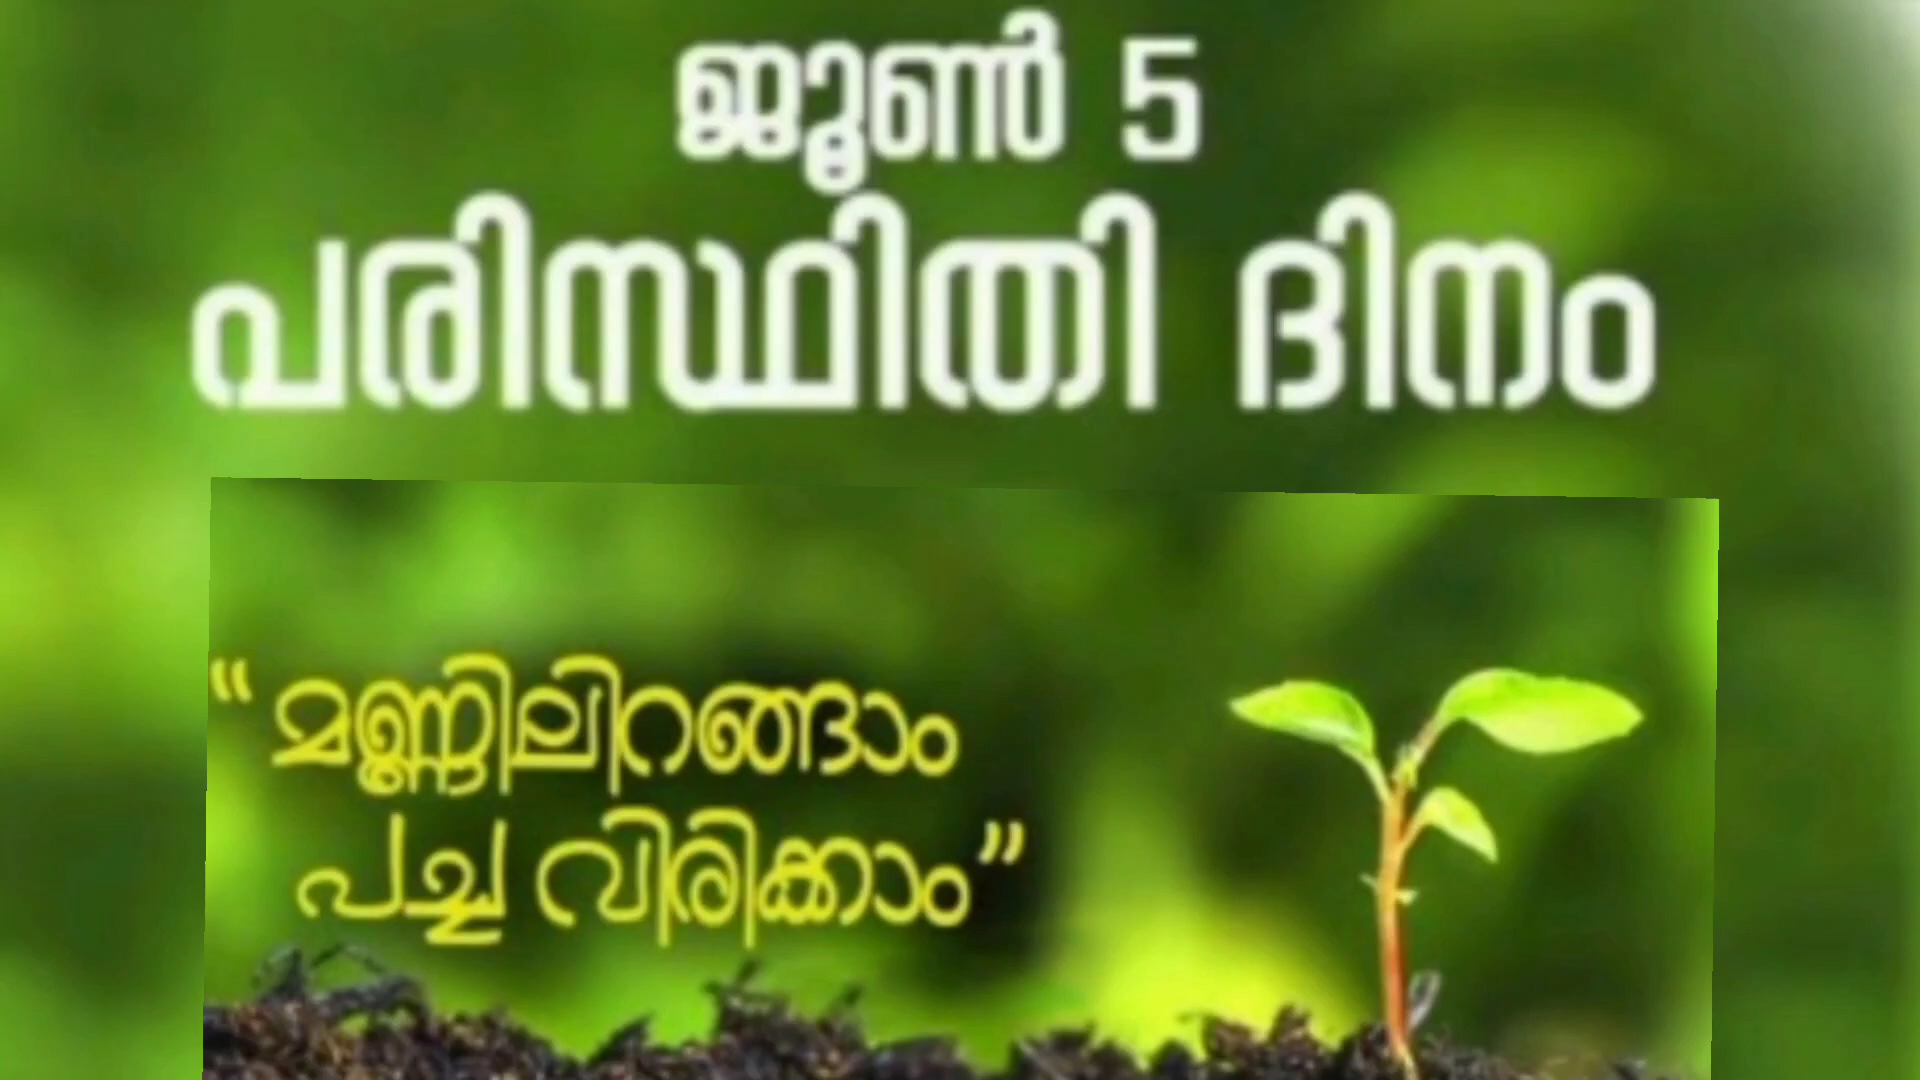 ജൂൺ 5
പരിസ്ഥിതി ദിനം
“മണ്ണിലിറങ്ങാം
പച്ച വിരിക്കാം”